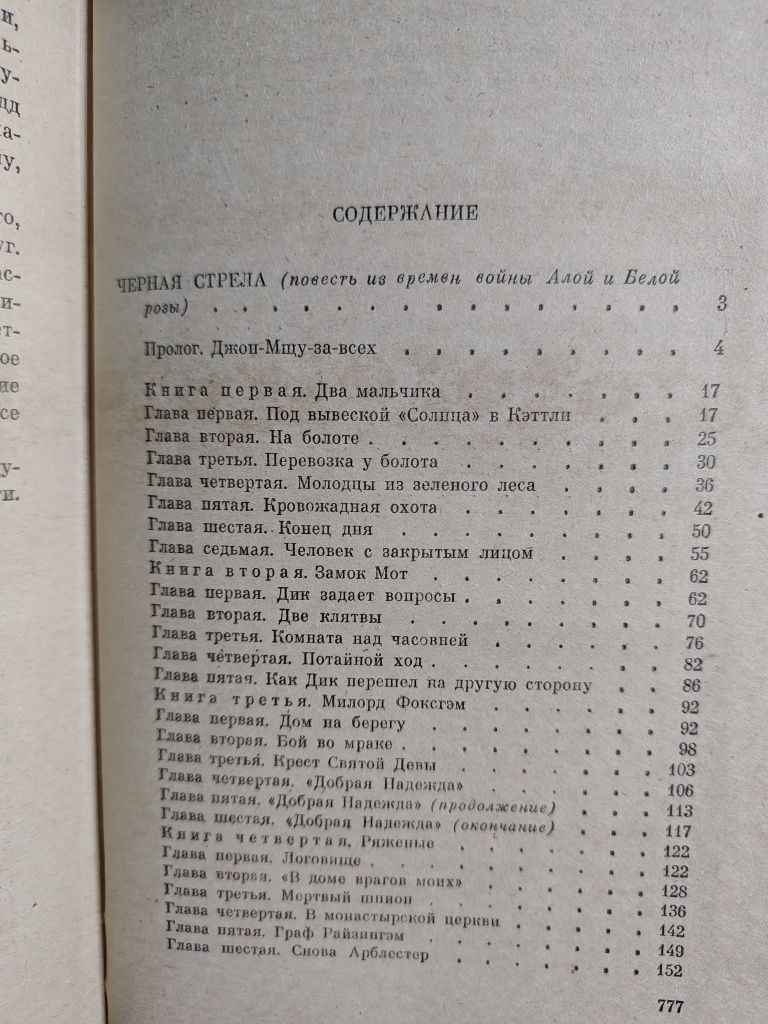 и,
ь-
у-
дд
а-
у,
го,
уг.
ас-
и-
ет-
ое
ие
се
у-
ти.
СОДЕРЖАНИЕ
ЧЕРНАЯ СТРЕЛА (повесть из времен войны Алой и Белой
розы) . . . . . . . . . . . . . . . 3
Пролог. Джон-Мщу-за-всех . . . . . . . . . . 4
Книга первая. Два мальчика . . . . . . . 17
Глава первая. Под вывеской «Солнца» в Кэттли . . . 17
Глава вторая. На болоте . . . . . . . . . . 25
Глава третья. Перевозка у болота . . . . . . . 30
Глава четвертая. Молодцы из зеленого леса . . . . 36
Глава пятая. Кровожадная охота . . . . . . . 42
Глава шестая. Конец дня . . . . . . . . . 50
Глава седьмая. Человек с закрытым лицом . . . . 55
Книга вторая. Замок Мот . . . . . . . . 62
Глава первая. Дик задает вопросы . . . . . . . 62
Глава вторая. Две клятвы . . . . . . . . 70
Глава третья. Комната над часовней . . . . . . 76
Глава четвертая. Потайной ход . . . . . . . . 82
Глава пятая. Как Дик перешел на другую сторону . . . 86
Книга третья. Милорд Фоксгэм . . . . . . 92
Глава первая. Дом на берегу . . . . . . . . 92
Глава вторая. Бой во мраке . . . . . . . . 98
Глава третья. Крест Святой Девы . . . . . . . 103
Глава четвертая. «Добрая Надежда» . . . . . . 106
Глава пятая. «Добрая Надежда» (продолжение) . . . 113
Глава шестая. «Добрая Надежда» (окончание) . . . 117
Книга четвертая, Ряженые . . . . . . . 122
Глава первая. Логовище . . . . . . . . . 122
Глава вторая. «В доме врагов моих» . . . . . . 128
Глава третья. Мертвый шпион . . . . . . . . 136
Глава четвертая. В монастырской церкви . . . . . 142
Глава пятая. Граф Райзингэм . . . . . . . . 149
Глава шестая. Снова Арблестер . . . . . . . 152
777